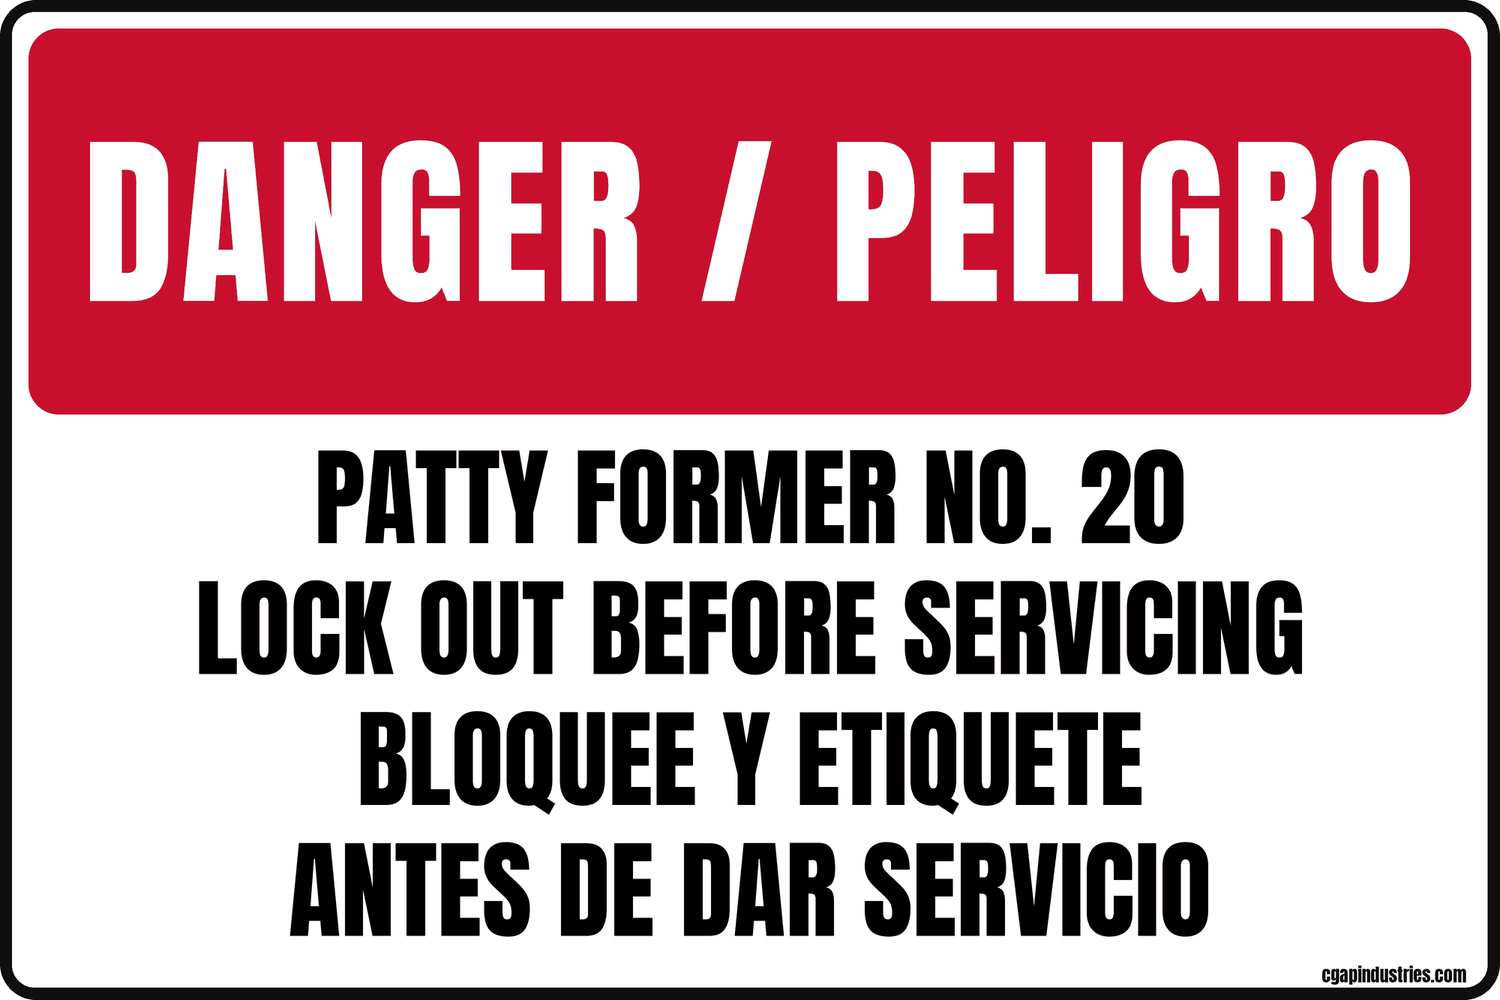 DANGER / PELIGRO
PATTY FORMER NO. 20
LOCK OUT BEFORE SERVICING
BLOQUEE Y ETIQUETE
ANTES DE DAR SERVICIO
cgapindustries.com